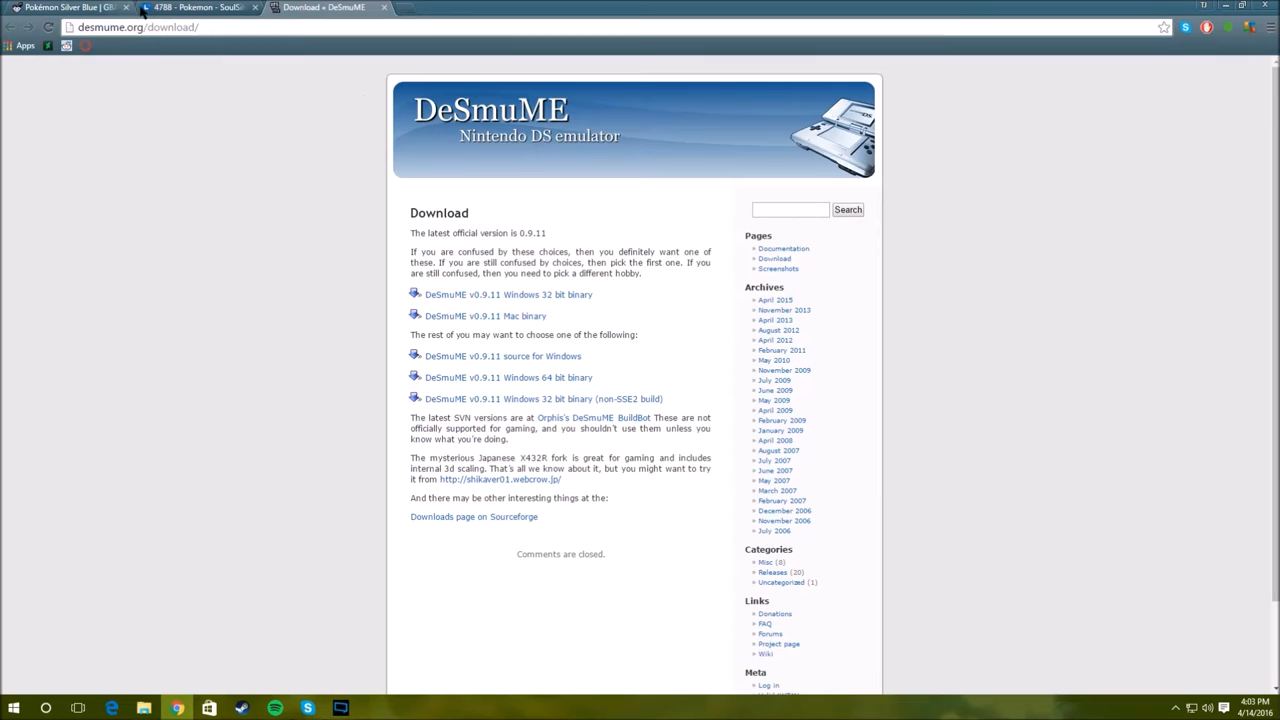 Pokémon Silver Blue | GB
4788 - Pokemon - SoulSi
Download « DeSmuME
TJ
desmume.org/download/
Apps
DeSmuME
Nintendo DS emulator
Download
The latest official version is 0.9.11
If you are confused by these choices, then you definitely want one of
these. If you are still confused by choices, then pick the first one. If you
are still confused, then you need to pick a different hobby.
DeSmuME v0.9.11 Windows 32 bit binary
DeSmuME v0.9.11 Mac binary
The rest of you may want to choose one of the following:
DeSmuME v0.9.11 source for Windows
DeSmuME v0.9.11 Windows 64 bit binary
DeSmuME v0.9.11 Windows 32 bit binary (non-SSE2 build)
The latest SVN versions are at Orphis's DeSmuME BuildBot These are not
officially supported for gaming, and you shouldn't use them unless you
know what you're doing.
The mysterious Japanese X432R fork is great for gaming and includes
internal 3d scaling. That's all we know about it, but you might want to try
it from http://shikaver01.webcrow.jp/
And there may be other interesting things at the:
Downloads page on Sourceforge
Comments are closed.
Search
Pages
» Documentation
» Download
» Screenshots
Archives
» April 2015
» November 2013
» April 2013
» August 2012
» April 2012
» February 2011
» May 2010
» November 2009
» July 2009
» June 2009
» May 2009
» April 2009
» February 2009
» January 2009
» April 2008
» August 2007
» July 2007
» June 2007
» May 2007
» March 2007
» February 2007
» December 2006
» November 2006
» July 2006
Categories
» Misc (8)
» Releases (20)
» Uncategorized (1)
Links
» Donations
» FAQ
» Forums
» Project page
» Wiki
Meta
» Log in
4:03 PM
4/14/2016